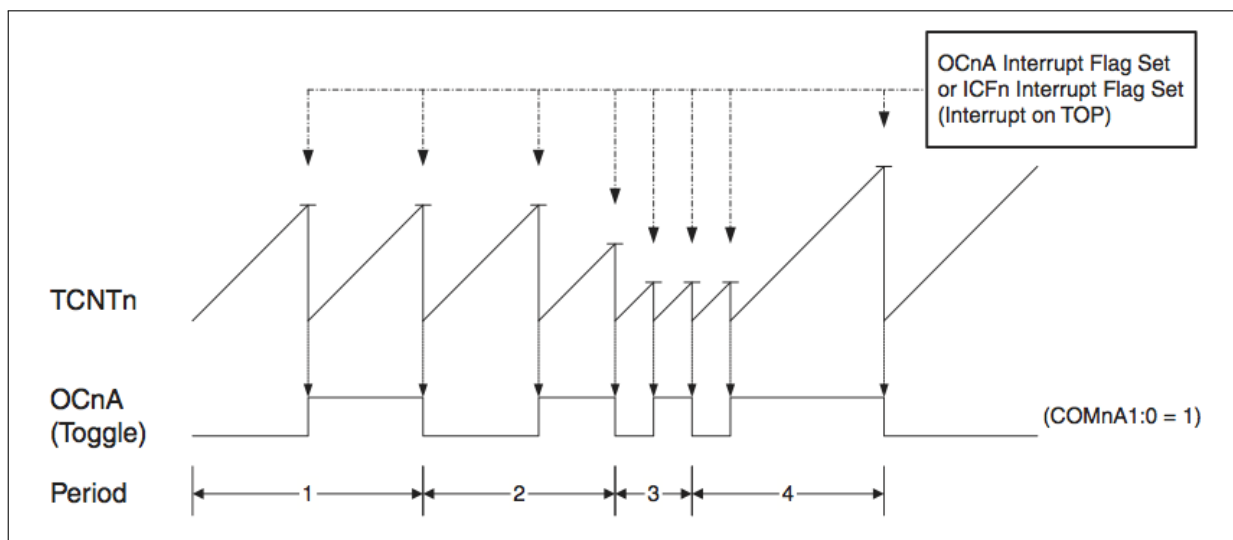 OCnA Interrupt Flag Set
or ICFn Interrupt Flag Set
(Interrupt on TOP)
TCNTn
OCnA
(Toggle)
(COMnA1:0 = 1)
Period
1
2
3
4